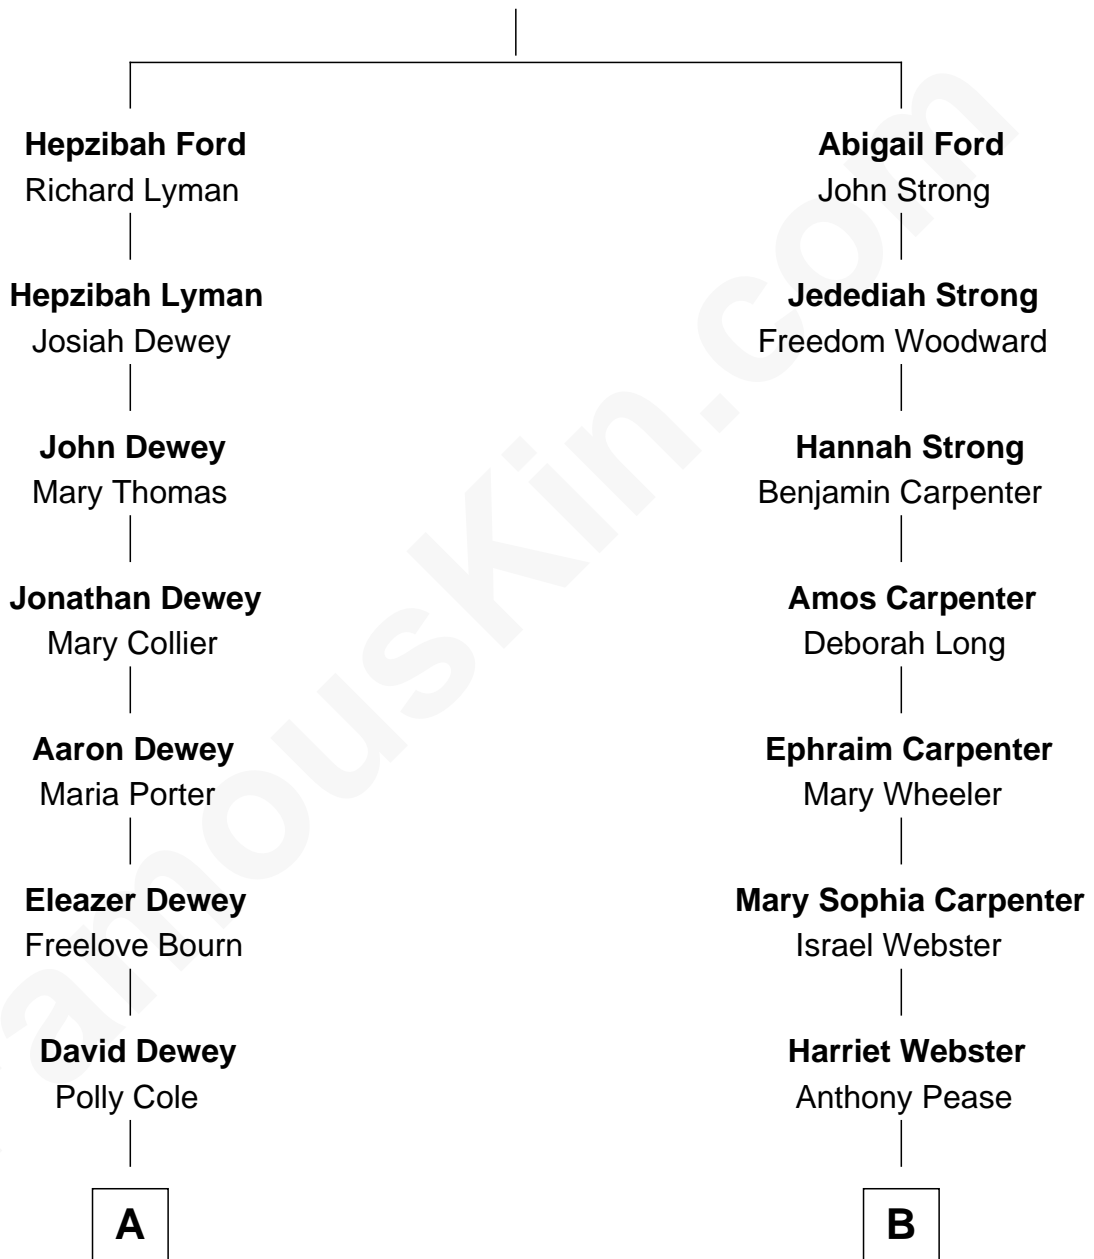 Hepzibah Ford
Richard Lyman
Hepzibah Lyman
Josiah Dewey
John Dewey
Mary Thomas
Jonathan Dewey
Mary Collier
Aaron Dewey
Maria Porter
Eleazer Dewey
Freelove Bourn
David Dewey
Polly Cole
A
Abigail Ford
John Strong
Jedediah Strong
Freedom Woodward
Hannah Strong
Benjamin Carpenter
Amos Carpenter
Deborah Long
Ephraim Carpenter
Mary Wheeler
Mary Sophia Carpenter
Israel Webster
Harriet Webster
Anthony Pease
B
amousKin.com